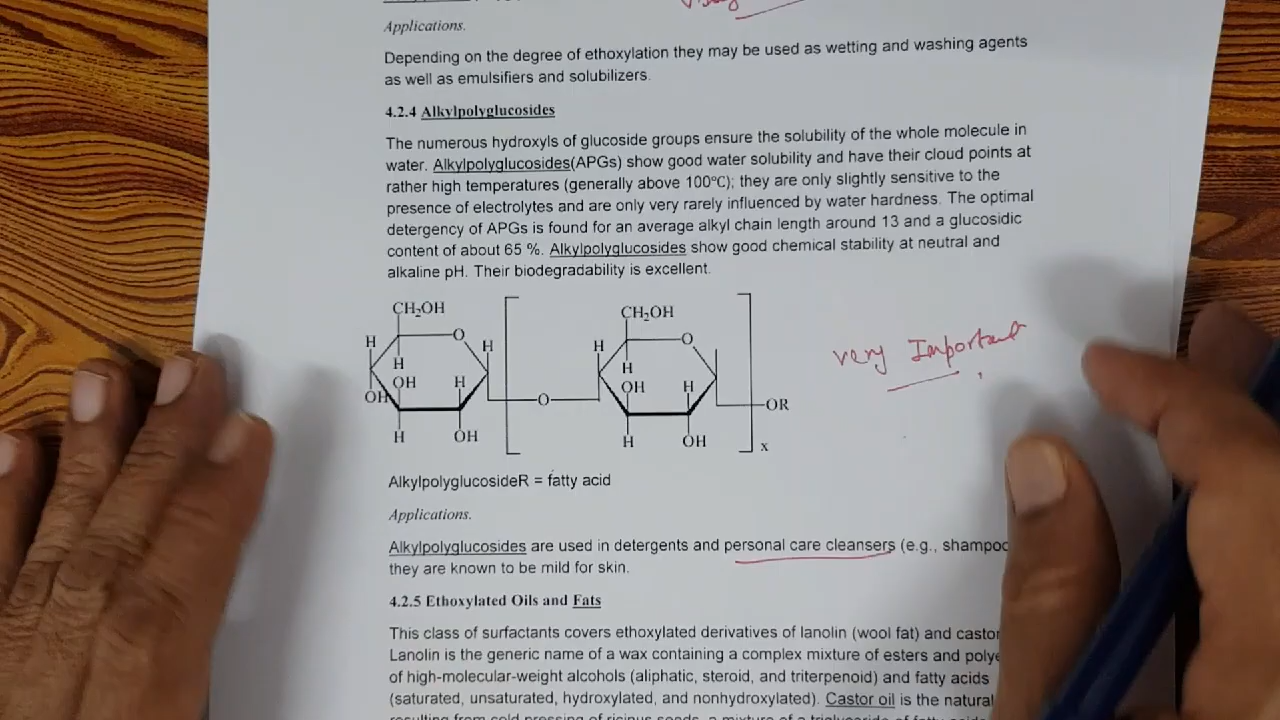 Applications.
Depending on the degree of ethoxylation they may be used as wetting and washing agents
as well as emulsifiers and solubilizers.
4.2.4 Alkylpolyglucosides
The numerous hydroxyls of glucoside groups ensure the solubility of the whole molecule in
water. Alkylpolyglucosides(APGs) show good water solubility and have their cloud points at
rather high temperatures (generally above 100ºC); they are only slightly sensitive to the
presence of electrolytes and are only very rarely influenced by water hardness. The optimal
detergency of APGs is found for an average alkyl chain length around 13 and a glucosidic
content of about 65 %. Alkylpolyglucosides show good chemical stability at neutral and
alkaline pH. Their biodegradability is excellent.
CH₂OH CH₂OH
O O
H H H
H H
OH H OH H
OH O OR
H OH H OH
x
very Important
AlkylpolyglucosideR = fatty acid
Applications.
Alkylpolyglucosides are used in detergents and personal care cleansers (e.g., shampoo
they are known to be mild for skin.
4.2.5 Ethoxylated Oils and Fats
This class of surfactants covers ethoxylated derivatives of lanolin (wool fat) and castor
Lanolin is the generic name of a wax containing a complex mixture of esters and polye
of high-molecular-weight alcohols (aliphatic, steroid, and triterpenoid) and fatty acids
(saturated, unsaturated, hydroxylated, and nonhydroxylated). Castor oil is the natural